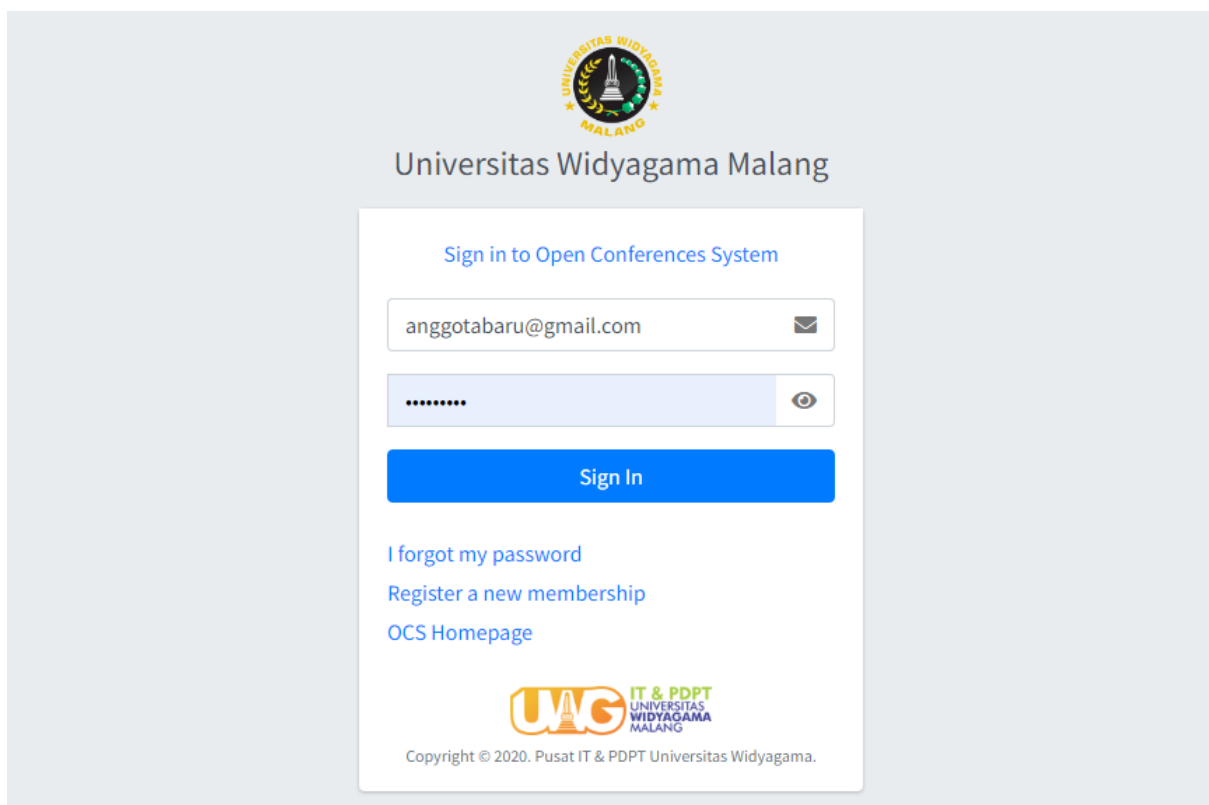 UNIVERSITAS WIDYAGAMA
MALANG
Universitas Widyagama Malang
Sign in to Open Conferences System
anggotabaru@gmail.com
•••••••••
Sign In
I forgot my password
Register a new membership
OCS Homepage
UWG
IT & PDPT
UNIVERSITAS
WIDYAGAMA
MALANG
Copyright © 2020. Pusat IT & PDPT Universitas Widyagama.